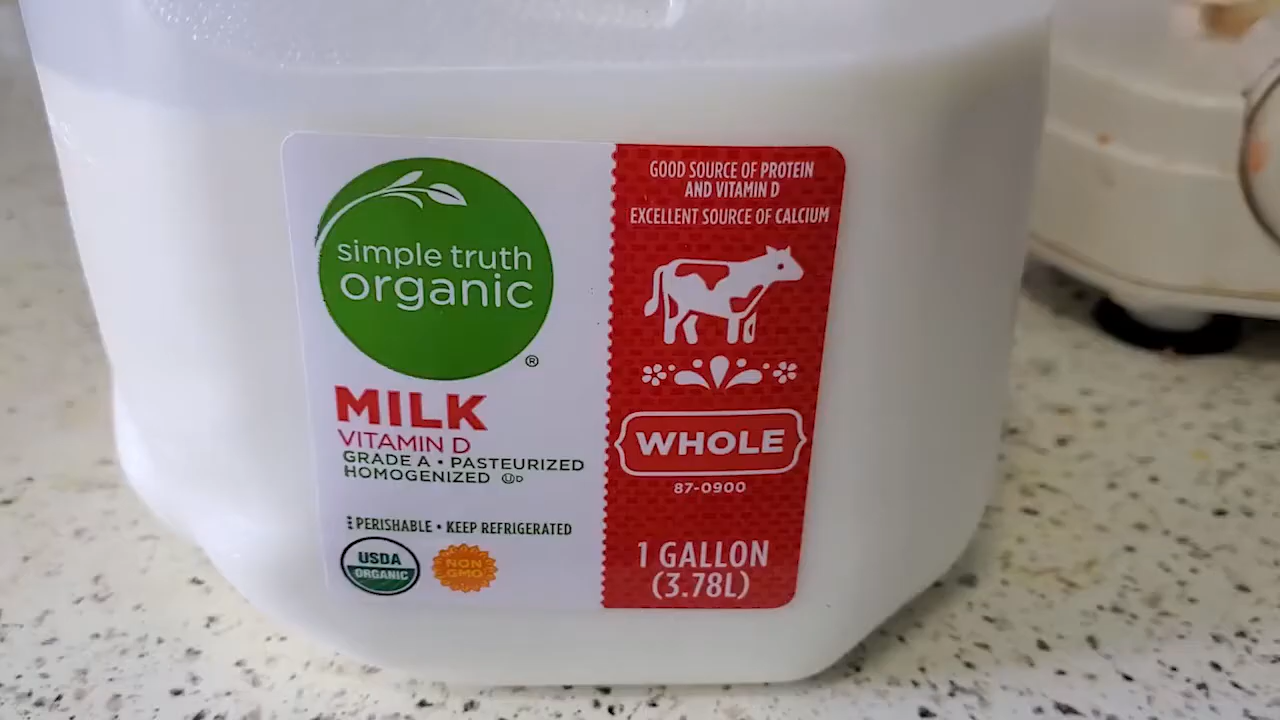 simple truth
organic
®
MILK
VITAMIN D
GRADE A • PASTEURIZED
HOMOGENIZED ⓊD
PERISHABLE • KEEP REFRIGERATED
USDA
ORGANIC
NON
GMO
GOOD SOURCE OF PROTEIN
AND VITAMIN D
EXCELLENT SOURCE OF CALCIUM
WHOLE
87-0900
1 GALLON
(3.78L)